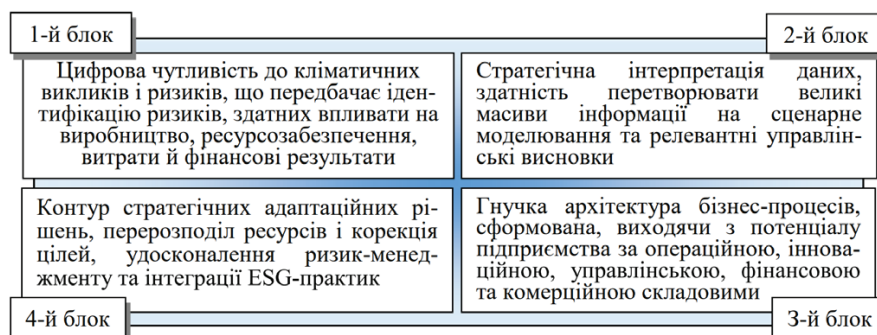 1-й блок
Цифрова чутливість до кліматичних
викликів і ризиків, що передбачає іден-
тифікацію ризиків, здатних впливати на
виробництво, ресурсозабезпечення,
витрати й фінансові результати
2-й блок
Стратегічна інтерпретація даних,
здатність перетворювати великі
масиви інформації на сценарне
моделювання та релевантні управлін-
ські висновки
Контур стратегічних адаптаційних рі-
шень, перерозподіл ресурсів і корекція
цілей, удосконалення ризик-менед-
жменту та інтеграції ESG-практик
4-й блок
Гнучка архітектура бізнес-процесів,
сформована, виходячи з потенціалу
підприємства за операційною, іннова-
ційною, управлінською, фінансовою
та комерційною складовими
3-й блок